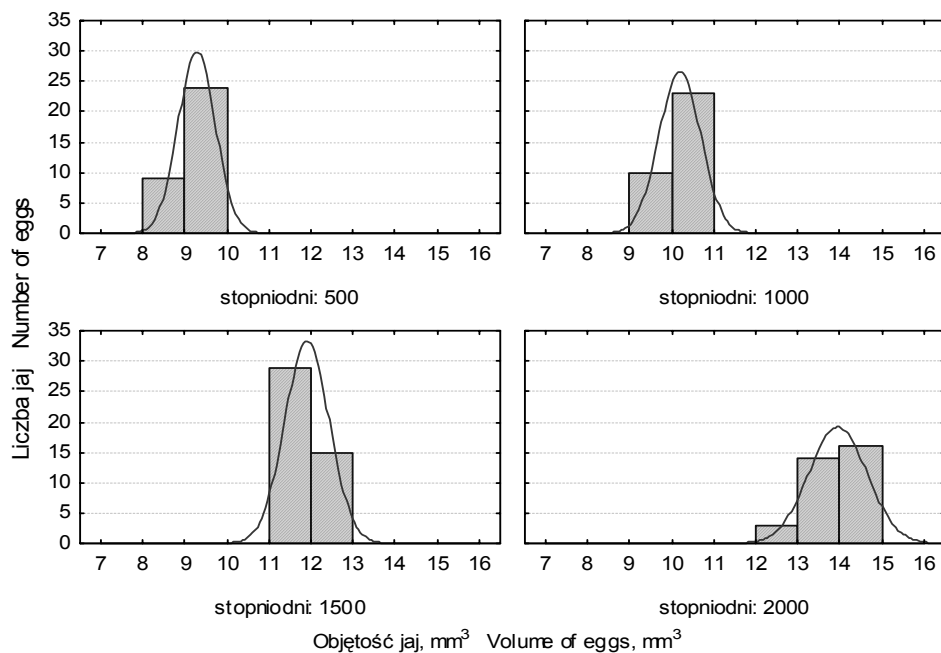 Liczba jaj Number of eggs
35
30
25
20
15
10
5
0
7 8 9 10 11 12 13 14 15 16
stopniodni: 500
7 8 9 10 11 12 13 14 15 16
stopniodni: 1000
35
30
25
20
15
10
5
0
7 8 9 10 11 12 13 14 15 16
stopniodni: 1500
7 8 9 10 11 12 13 14 15 16
stopniodni: 2000
Objętość jaj, mm³ Volume of eggs, mm³